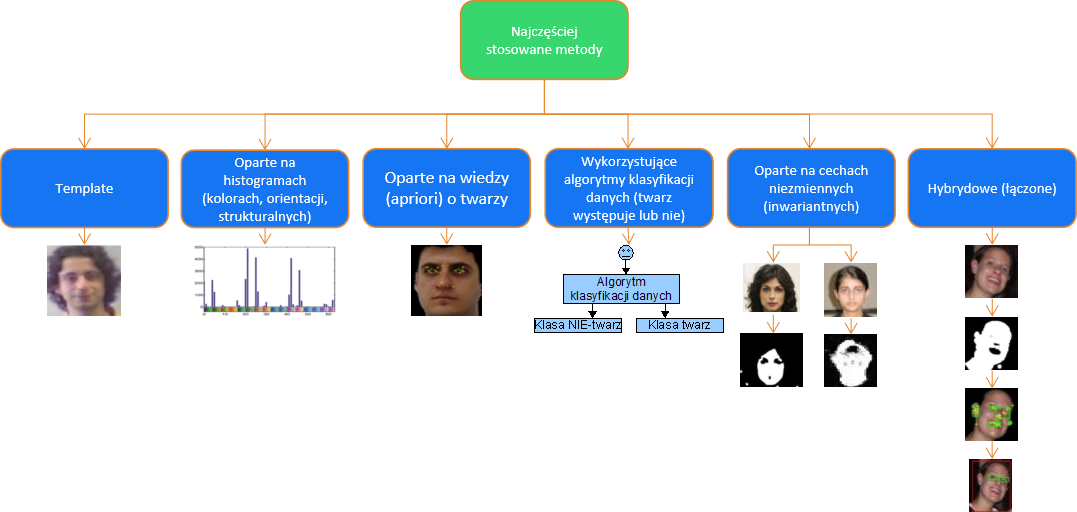 Najczęściej
stosowane metody
Template
Oparte na
histogramach
(kolorach, orientacji,
strukturalnych)
Oparte na wiedzy
(apriori) o twarzy
Wykorzystujące
algorytmy klasyfikacji
danych (twarz
występuje lub nie)
Oparte na cechach
niezmiennych
(inwariantnych)
Hybrydowe (łączone)
Algorytm
klasyfikacji danych
Klasa NIE-twarz
Klasa twarz